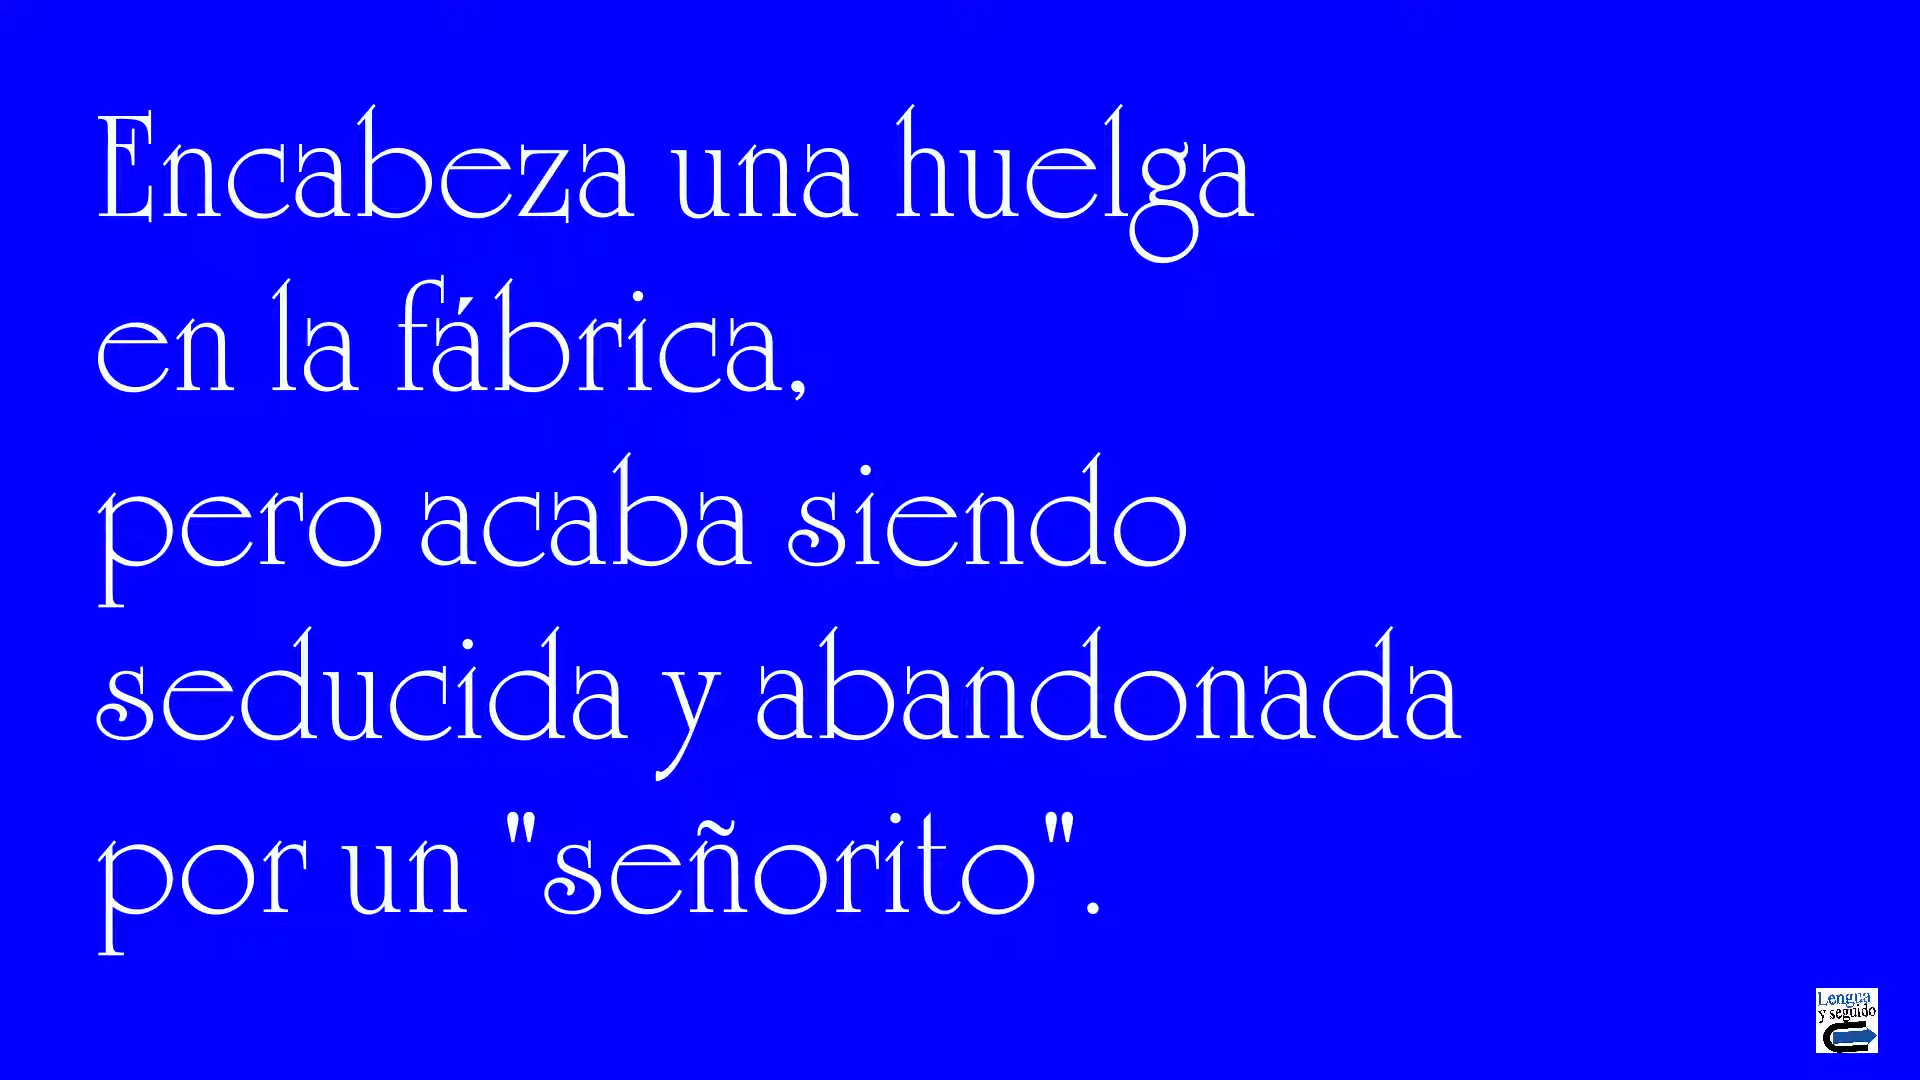 Encabeza una huelga
en la fábrica,
pero acaba siendo
seducida y abandonada
por un "señorito".
Lengua
y seguido